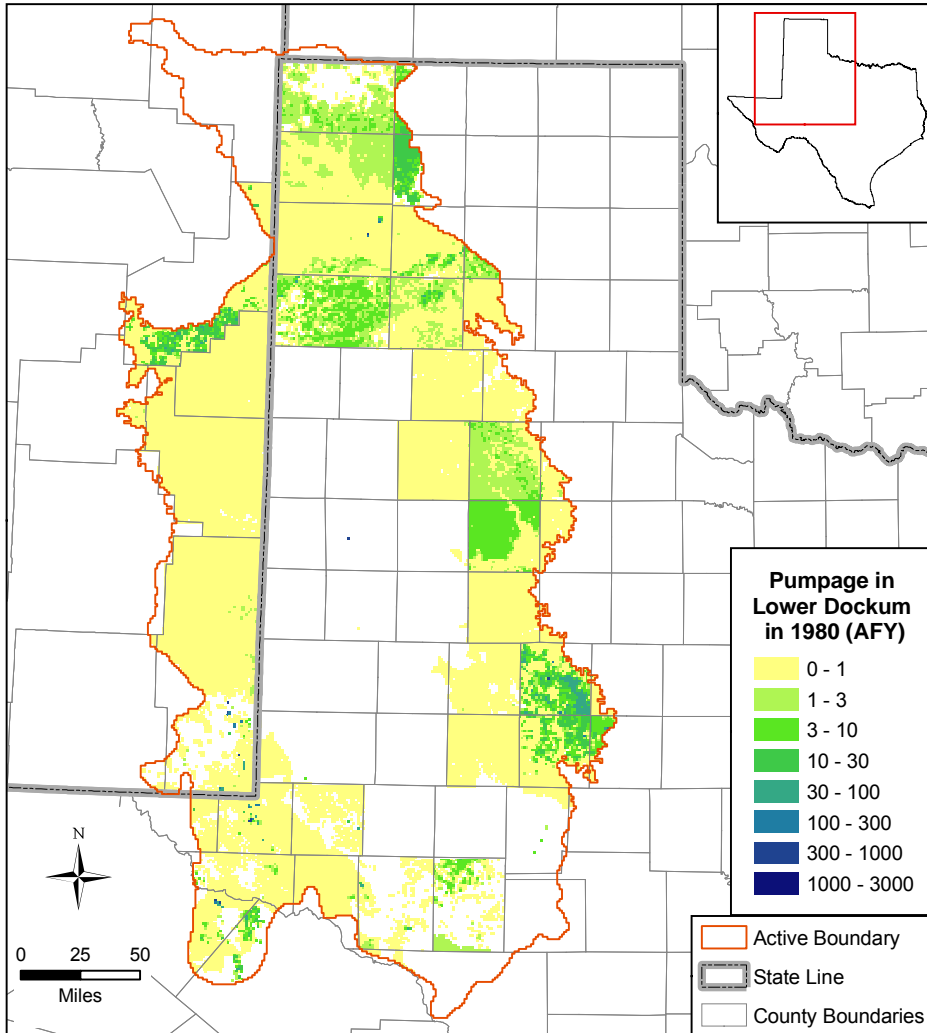 Pumpage in
Lower Dockum
in 1980 (AFY)
0 - 1
1 - 3
3 - 10
10 - 30
30 - 100
100 - 300
300 - 1000
1000 - 3000
N
0 25 50
Miles
Active Boundary
State Line
County Boundaries